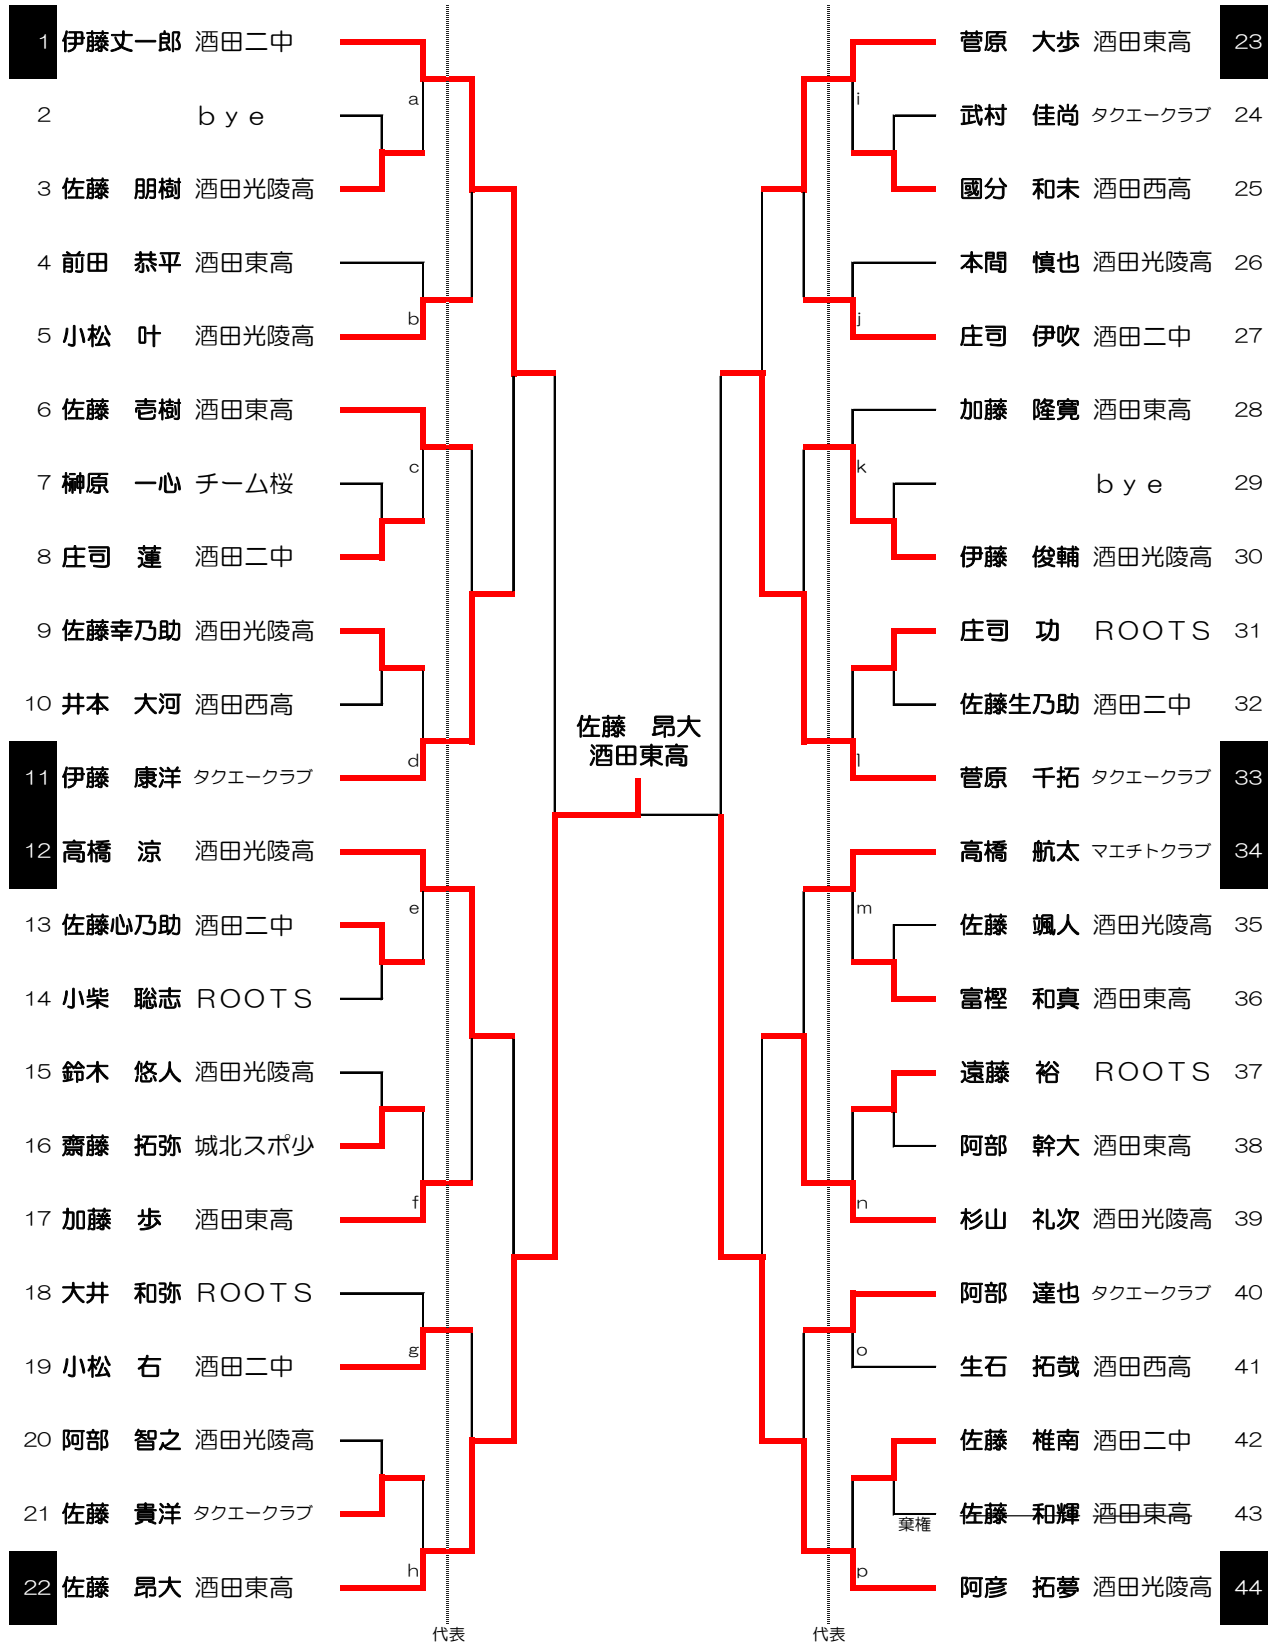 1 伊藤丈一郎 酒田二中
2 ｂｙｅ
a
3 佐藤 朋樹 酒田光陵高
4 前田 恭平 酒田東高
b
5 小松 叶 酒田光陵高
6 佐藤 壱樹 酒田東高
c
7 榊原 一心 チーム桜
8 庄司 蓮 酒田二中
9 佐藤幸乃助 酒田光陵高
10 井本 大河 酒田西高
d
11 伊藤 康洋 タクエークラブ
12 高橋 涼 酒田光陵高
e
13 佐藤心乃助 酒田二中
14 小柴 聡志 ＲＯＯＴＳ
15 鈴木 悠人 酒田光陵高
16 齋藤 拓弥 城北スポ少
f
17 加藤 歩 酒田東高
18 大井 和弥 ＲＯＯＴＳ
g
19 小松 右 酒田二中
20 阿部 智之 酒田光陵高
21 佐藤 貴洋 タクエークラブ
h
22 佐藤 昂大 酒田東高
代表
佐藤 昂大
酒田東高
菅原 大歩 酒田東高 23
i
武村 佳尚 タクエークラブ 24
國分 和未 酒田西高 25
本間 慎也 酒田光陵高 26
j
庄司 伊吹 酒田二中 27
加藤 隆寛 酒田東高 28
k
ｂｙｅ 29
伊藤 俊輔 酒田光陵高 30
庄司 功 ＲＯＯＴＳ 31
佐藤生乃助 酒田二中 32
l
菅原 千拓 タクエークラブ 33
高橋 航太 マエチトクラブ 34
m
佐藤 颯人 酒田光陵高 35
富樫 和真 酒田東高 36
遠藤 裕 ＲＯＯＴＳ 37
阿部 幹大 酒田東高 38
n
杉山 礼次 酒田光陵高 39
阿部 達也 タクエークラブ 40
o
生石 拓哉 酒田西高 41
佐藤 椎南 酒田二中 42
佐藤 和輝 酒田東高 43
棄権
p
阿彦 拓夢 酒田光陵高 44
代表